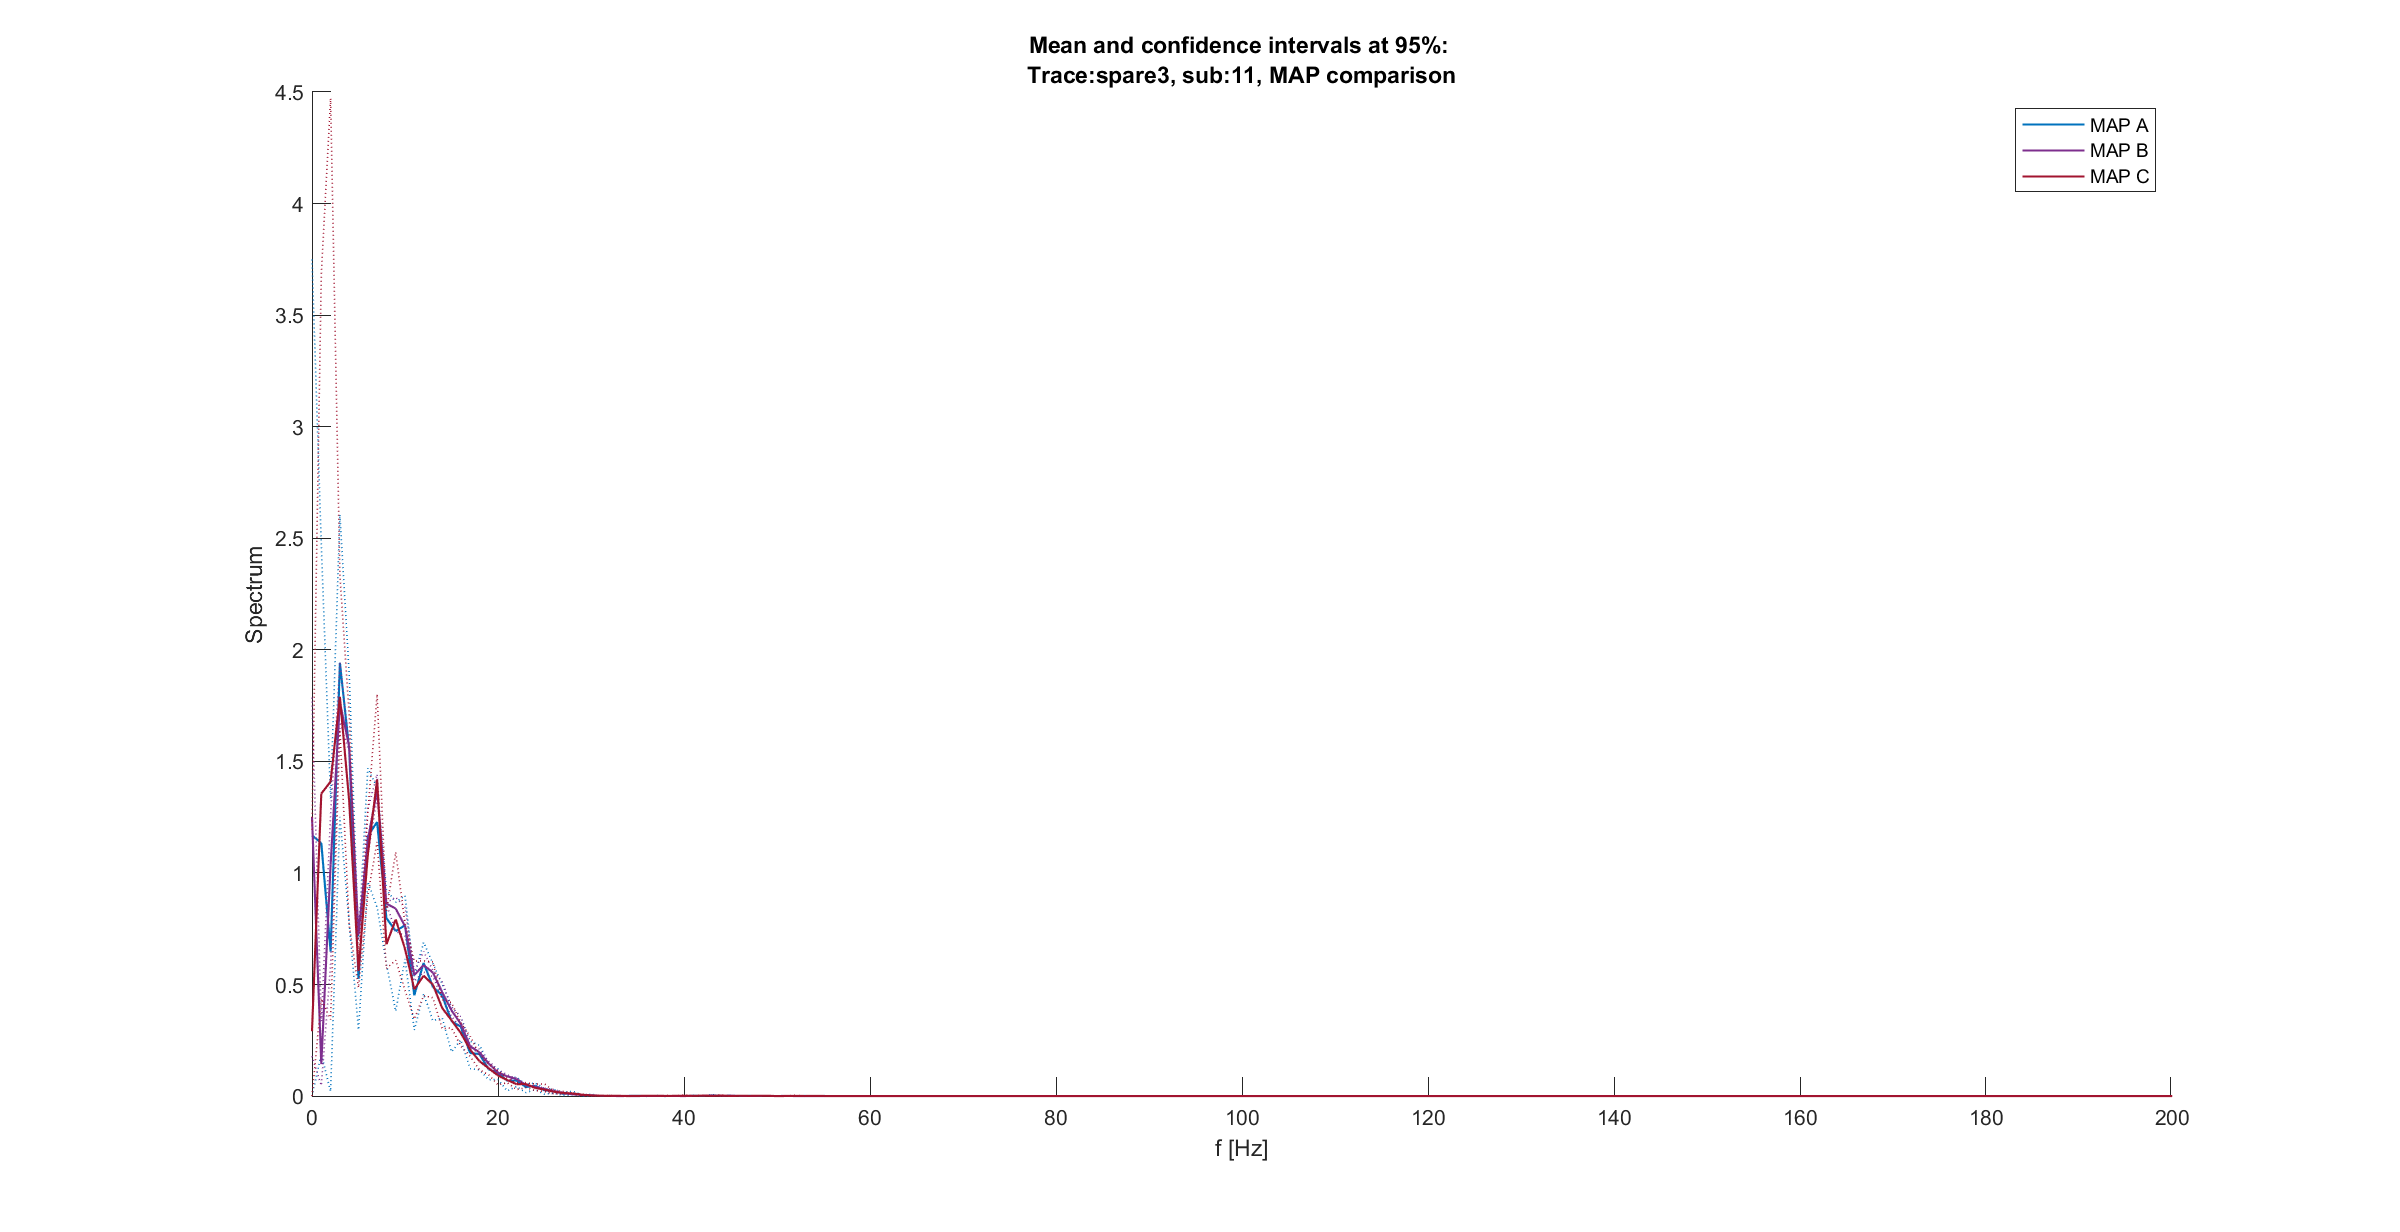 Mean and confidence intervals at 95%:
Trace:spare3, sub:11, MAP comparison
MAP A
MAP B
MAP C
4.5
4
3.5
3
2.5
2
1.5
1
0.5
0
Spectrum
0 20 40 60 80 100 120 140 160 180 200
f [Hz]